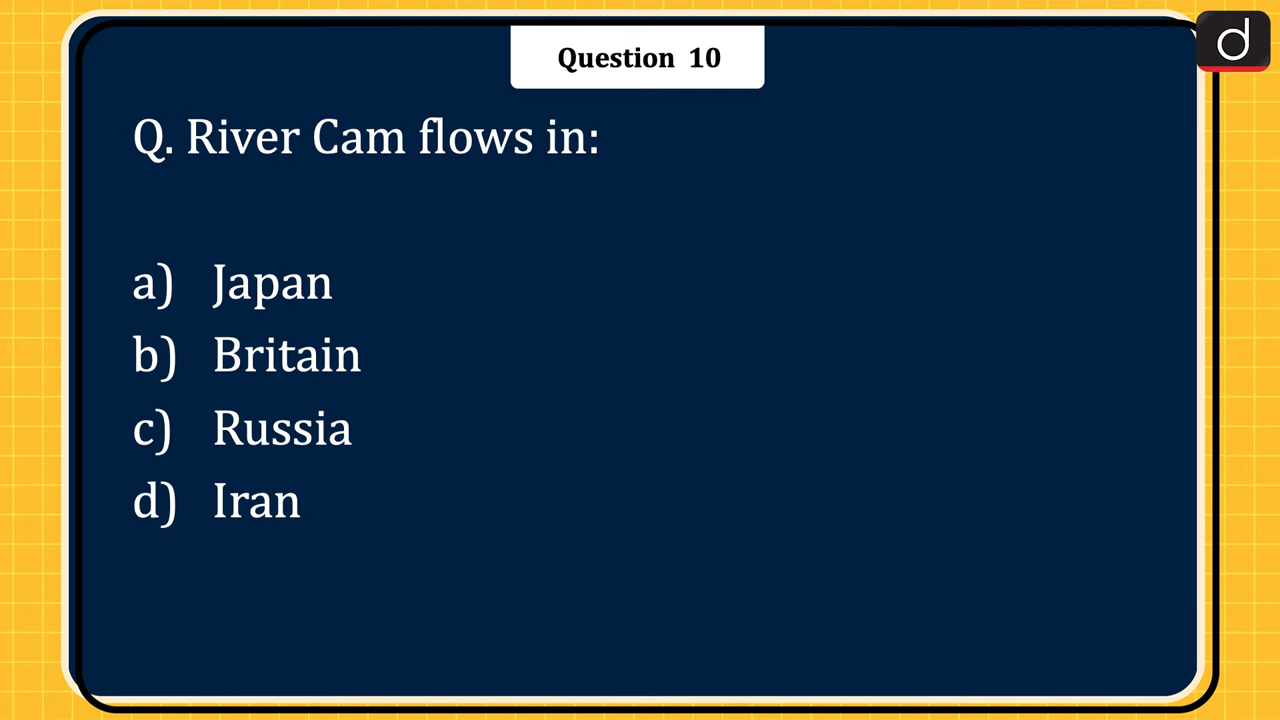 Question 10
d
Q. River Cam flows in:
a) Japan
b) Britain
c) Russia
d) Iran